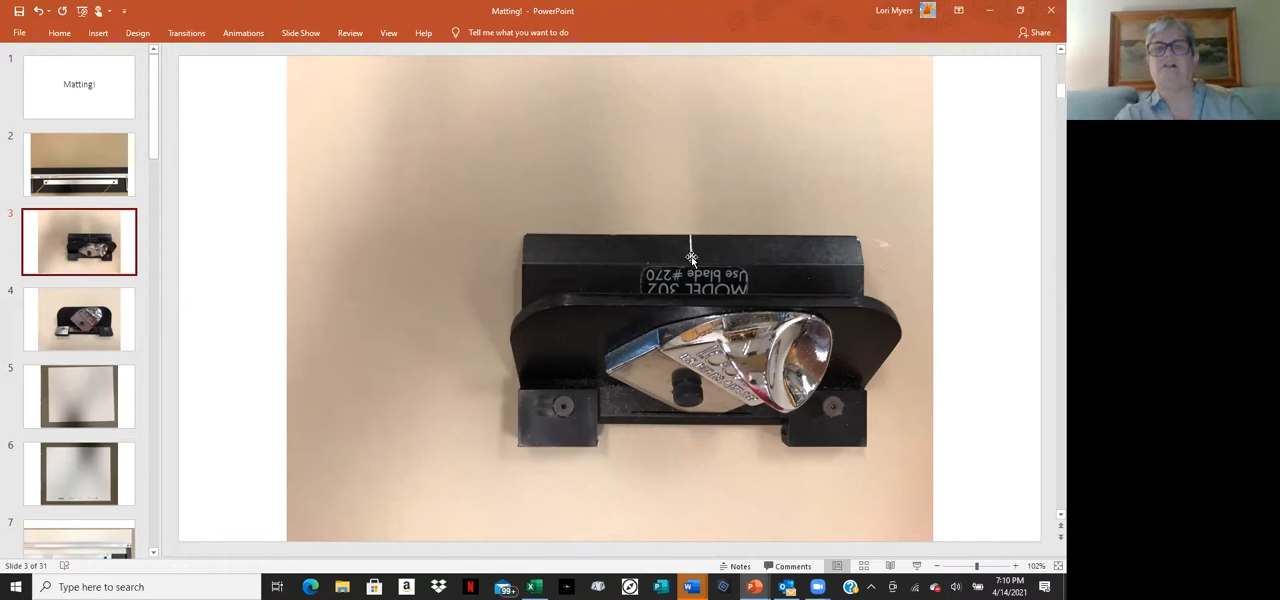 Matting! - PowerPoint
Lori Myers
File Home Insert Design Transitions Animations Slide Show Review View Help Tell me what you want to do Share
1
Matting!
2
3
4
5
6
7
Use blade # 270
MODEL 302
LOGAN
Slide 3 of 31
Notes
Comments
102%
Type here to search
99+
7:10 PM
4/14/2021